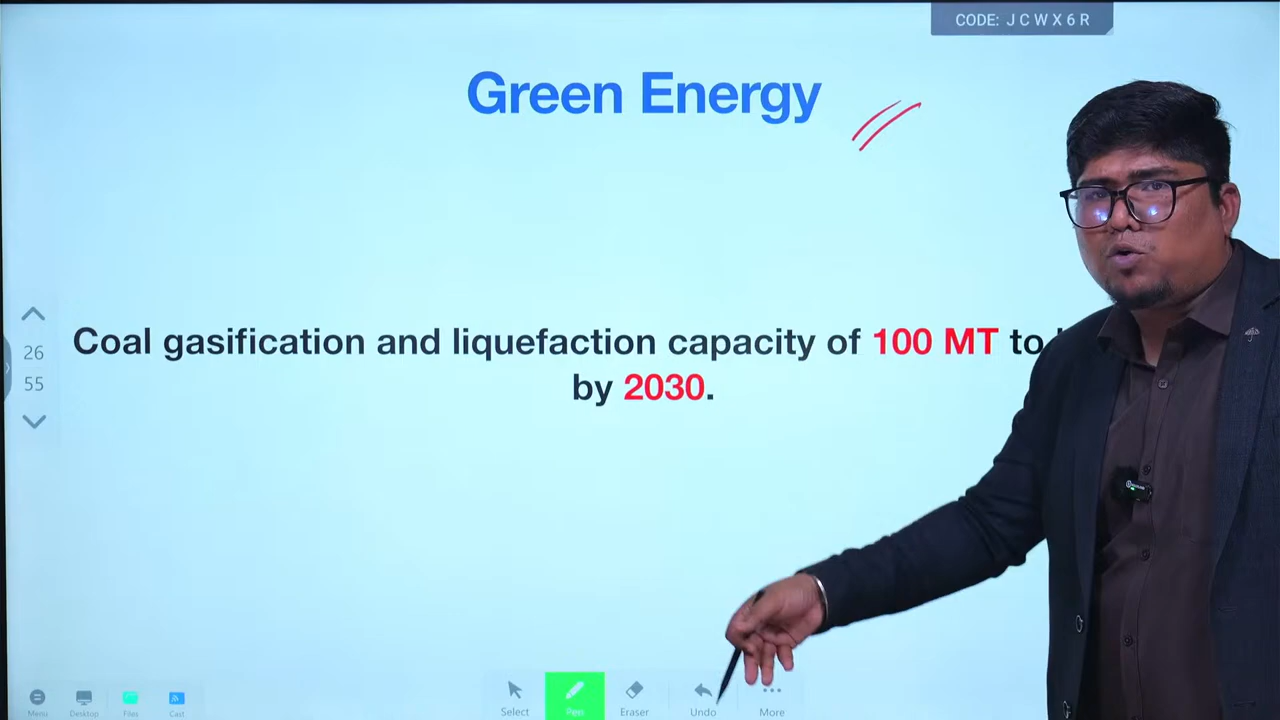 CODE: J C W X 6 R
Green Energy
26
55
Coal gasification and liquefaction capacity of 100 MT to
by 2030.
Menu Desktop Files Cast
Select Pen Eraser Undo More